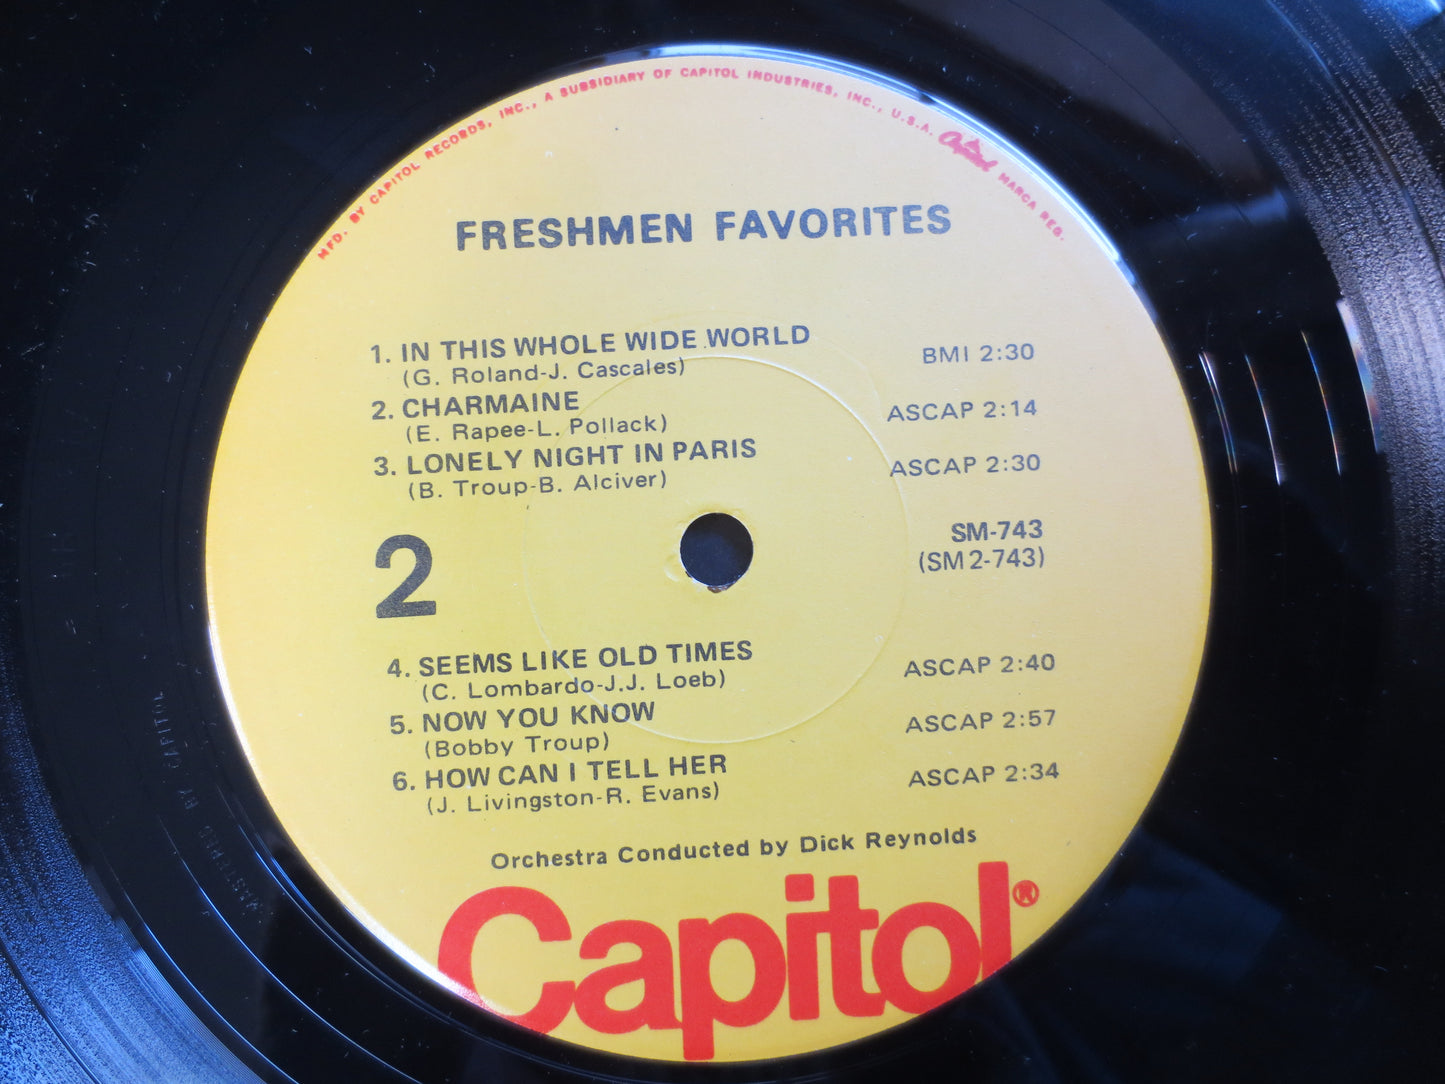 MFD. BY CAPITOL RECORDS, INC., A SUBSIDIARY OF CAPITOL INDUSTRIES, INC., U.S.A. Capitol MARCA REG.
FRESHMEN FAVORITES
1. IN THIS WHOLE WIDE WORLD BMI 2:30
(G. Roland-J. Cascales)
2. CHARMAINE ASCAP 2:14
(E. Rapee-L. Pollack)
3. LONELY NIGHT IN PARIS ASCAP 2:30
(B. Troup-B. Alciver)
2
SM-743
(SM2-743)
4. SEEMS LIKE OLD TIMES ASCAP 2:40
(C. Lombardo-J.J. Loeb)
5. NOW YOU KNOW ASCAP 2:57
(Bobby Troup)
6. HOW CAN I TELL HER ASCAP 2:34
(J. Livingston-R. Evans)
Orchestra Conducted by Dick Reynolds
Capitol®
MASTERED BY CAPITOL